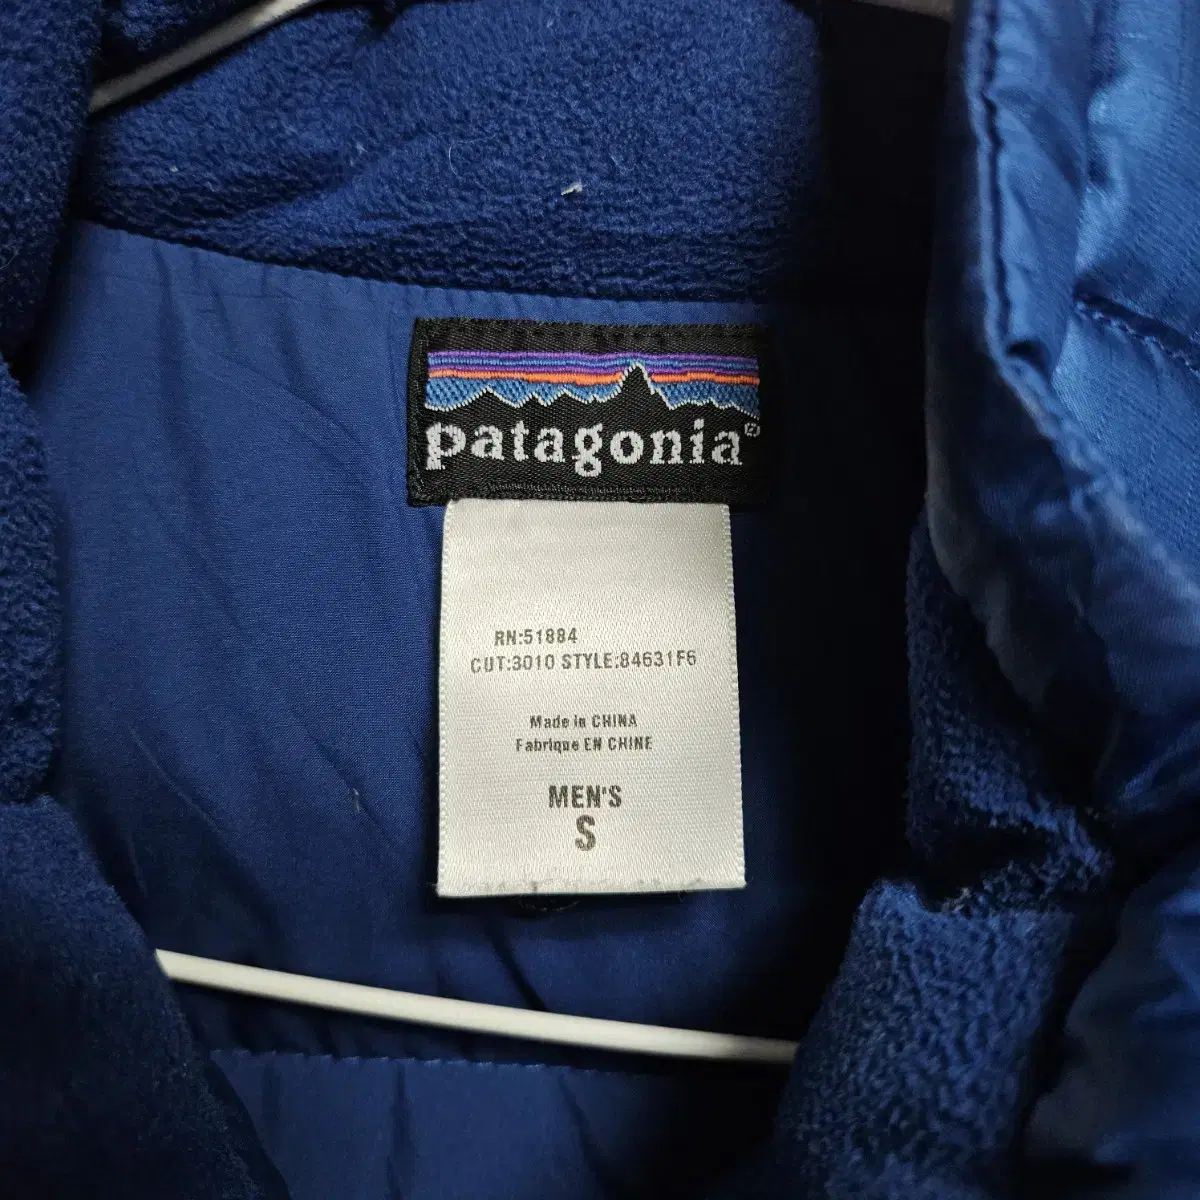 patagonia®
RN:51884
CUT:3010 STYLE:84631F6
Made in CHINA
Fabrique EN CHINE
MEN'S
S